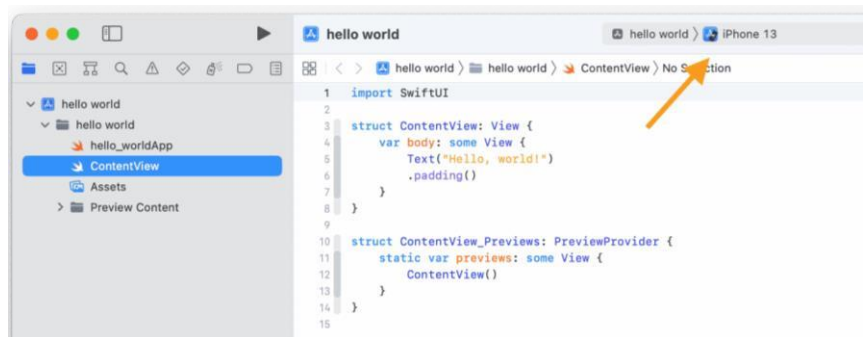 hello world
hello world 〉 iPhone 13
hello world 〉 hello world 〉 ContentView 〉 No S ction
hello world
hello world
hello_worldApp
ContentView
Assets
Preview Content
1 import SwiftUI
2
3 struct ContentView: View {
4 var body: some View {
5 Text("Hello, world!")
6 .padding()
7 }
8 }
9
10 struct ContentView_Previews: PreviewProvider {
11 static var previews: some View {
12 ContentView()
13 }
14 }
15